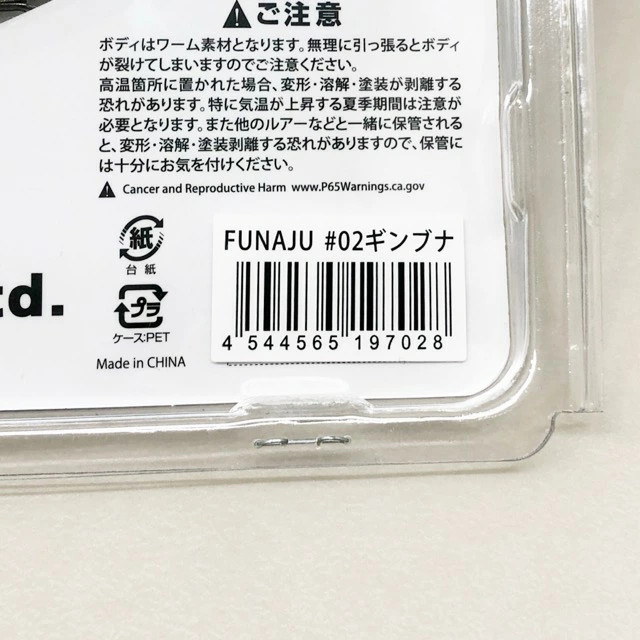 ⚠ご注意
ボディはワーム素材となります。無理に引っ張るとボディ
が裂けてしまいますのでご注意ください。
高温箇所に置かれた場合、変形・溶解・塗装が剥離する
恐れがあります。特に気温が上昇する夏季期間は注意が
必要となります。また他のルアーなどと一緒に保管される
と、変形・溶解・塗装剥離する恐れがありますので、保管に
は十分にお気を付けください。
⚠ Cancer and Reproductive Harm www.P65Warnings.ca.gov
紙
台紙
td.
プラ
ケース:PET
Made in CHINA
FUNAJU #02ギンブナ
4 544565 197028